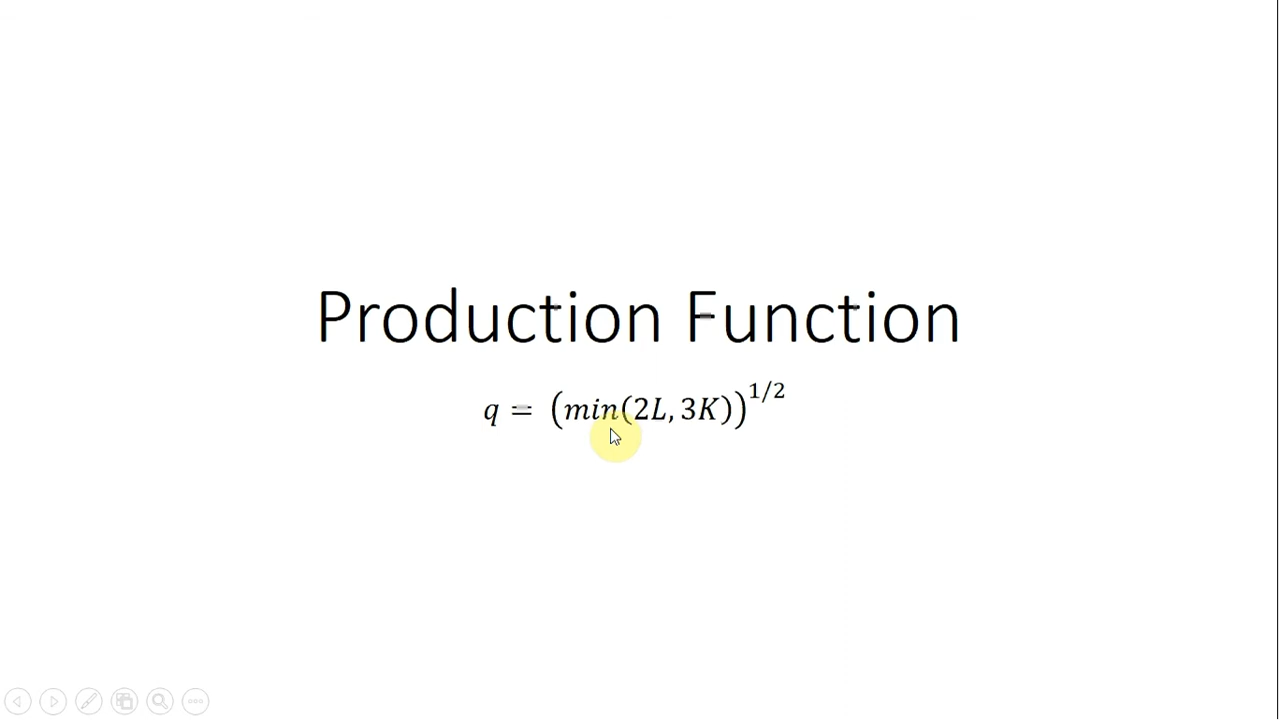 Production Function
q = (min(2L, 3K))^{1/2}